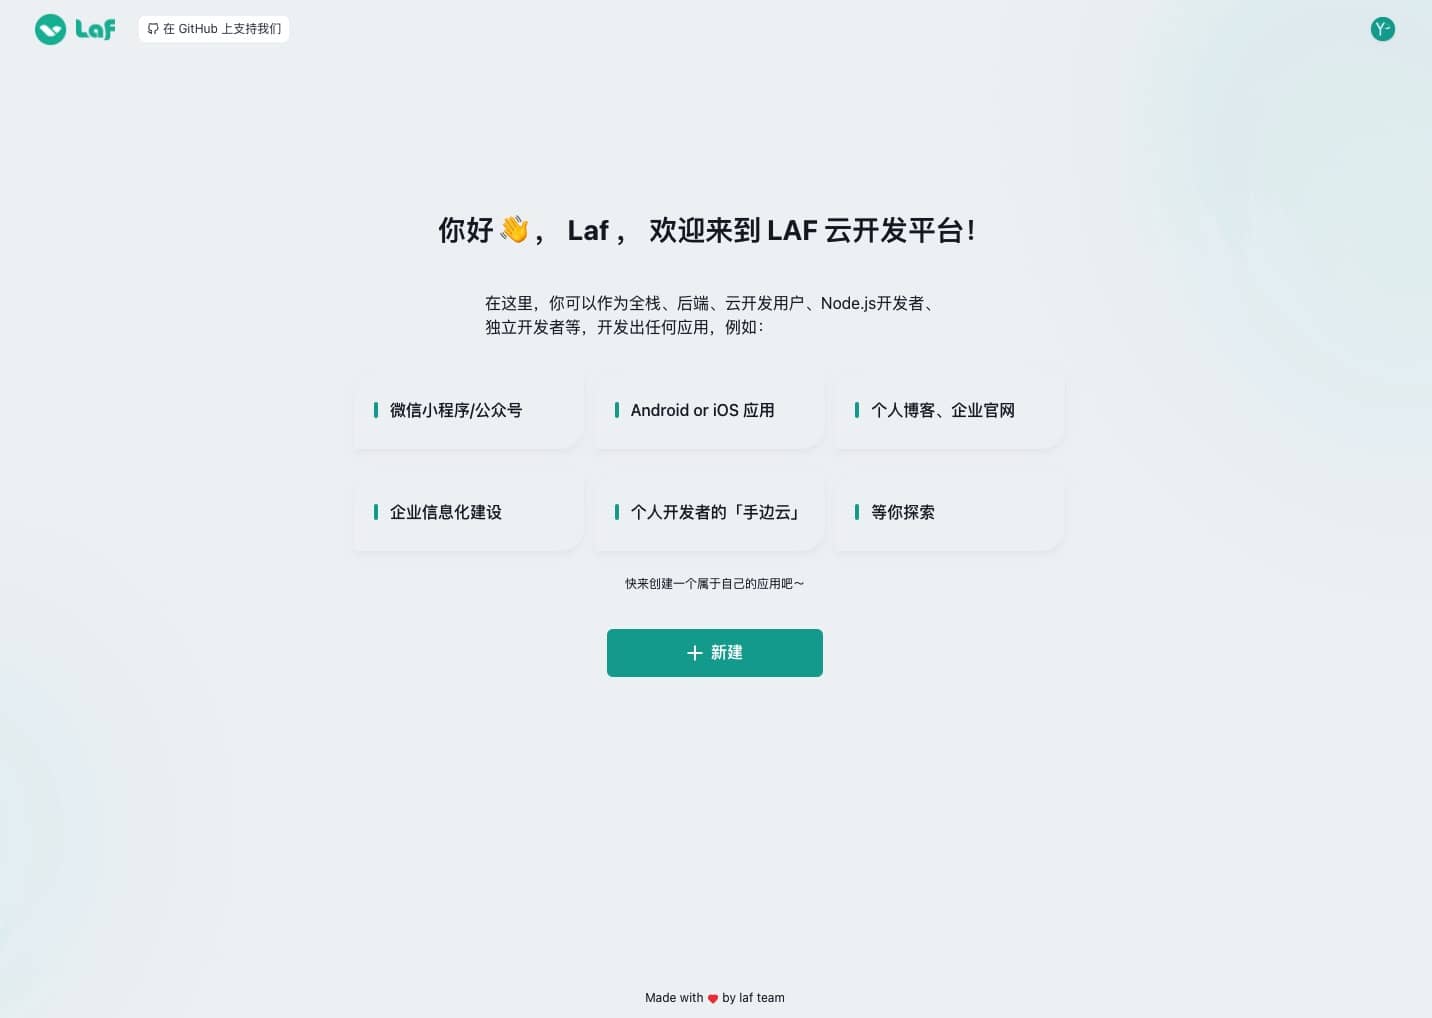 Laf
在 GitHub 上支持我们
Y-
你好 👋 ， Laf ， 欢迎来到 LAF 云开发平台！
在这里，你可以作为全栈、后端、云开发用户、Node.js开发者、
独立开发者等，开发出任何应用，例如：
微信小程序/公众号
Android or iOS 应用
个人博客、企业官网
企业信息化建设
个人开发者的「手边云」
等你探索
快来创建一个属于自己的应用吧～
＋ 新建
Made with ❤ by laf team